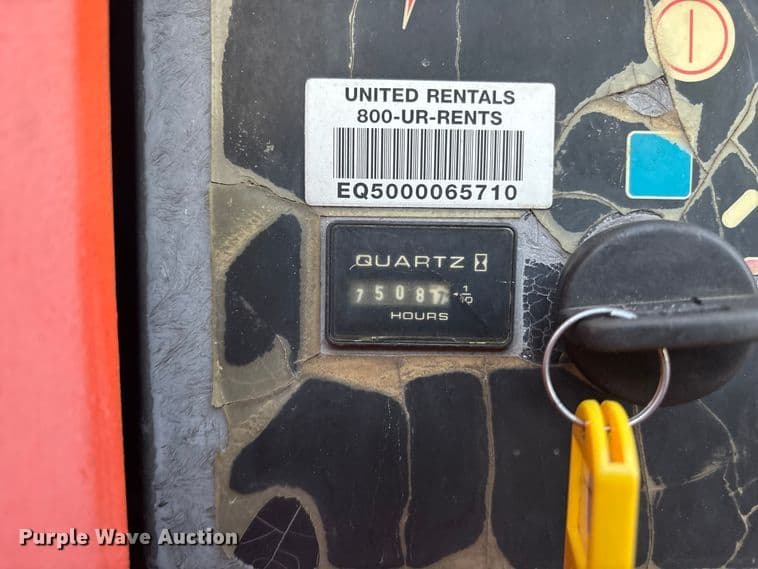 UNITED RENTALS
800-UR-RENTS
EQ5000065710
QUARTZ
7508
1/10
HOURS
Purple Wave Auction